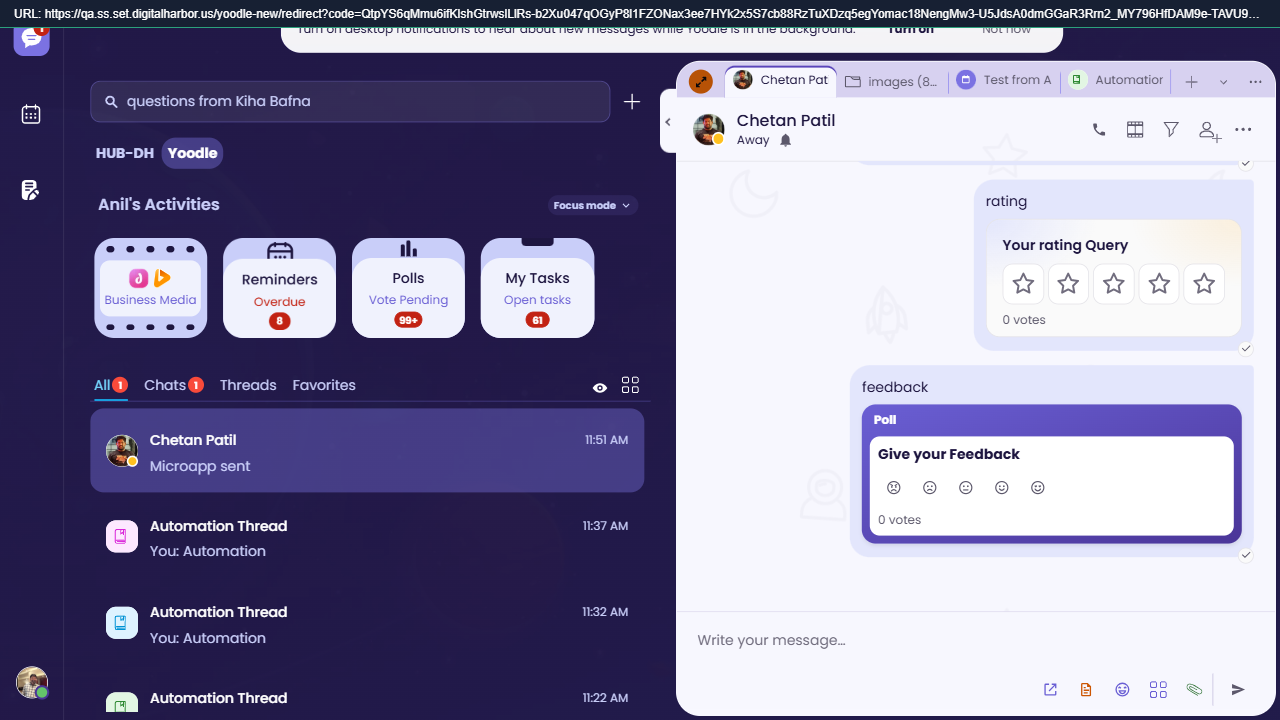 URL: https://qa.ss.set.digitalharbor.us/yoodle-new/redirect?code=QtpYS6qMmu6ifKIshGtrwslLIRs-b2Xu047qOGyP8I1FZONax3ee7HYk2x5S7cb88RzTuXDzq5egYomac18NengMw3-U5JdsA0dmGGaR3Rrn2_MY796HfDAM9e-TAVU9...
Turn on desktop notifications to hear about new messages while Yoodle is in the background. Turn on Not now
questions from Kiha Bafna
HUB-DH Yoodle
Anil's Activities
Focus mode
Business Media
Reminders
Overdue
8
Polls
Vote Pending
99+
My Tasks
Open tasks
61
All 1 Chats 1 Threads Favorites
Chetan Patil 11:51 AM
Microapp sent
Automation Thread 11:37 AM
You: Automation
Automation Thread 11:32 AM
You: Automation
Automation Thread 11:22 AM
Chetan Pat
images (8...
Test from A
Automation
Chetan Patil
Away
rating
Your rating Query
0 votes
feedback
Poll
Give your Feedback
0 votes
Write your message...